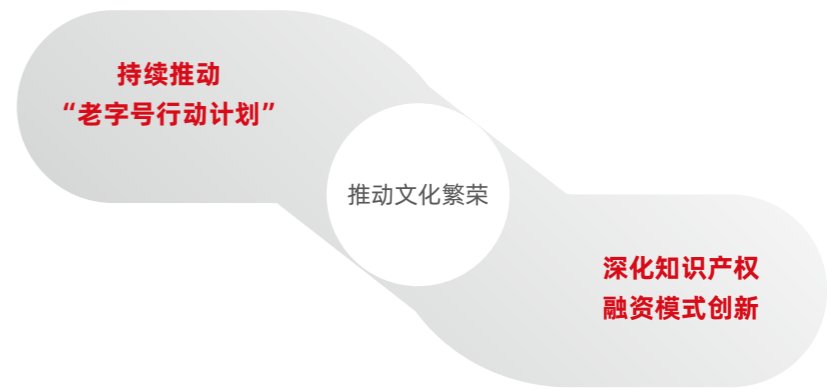 持续推动
“老字号行动计划”
推动文化繁荣
深化知识产权
融资模式创新